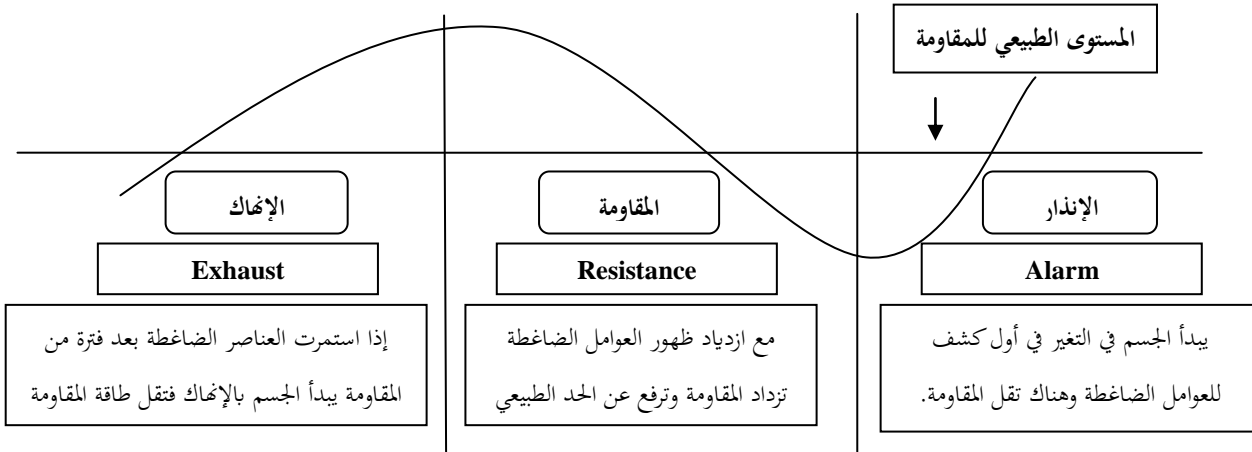 المستوى الطبيعي للمقاومة
الإنذار
Alarm
يبدأ الجسم في التغير في أول كشف
للعوامل الضاغطة وهناك تقل المقاومة.
المقاومة
Resistance
مع ازدياد ظهور العوامل الضاغطة
تزداد المقاومة وترفع عن الحد الطبيعي
الإنهاك
Exhaust
إذا استمرت العناصر الضاغطة بعد فترة من
المقاومة يبدأ الجسم بالإنهاك فتقل طاقة المقاومة